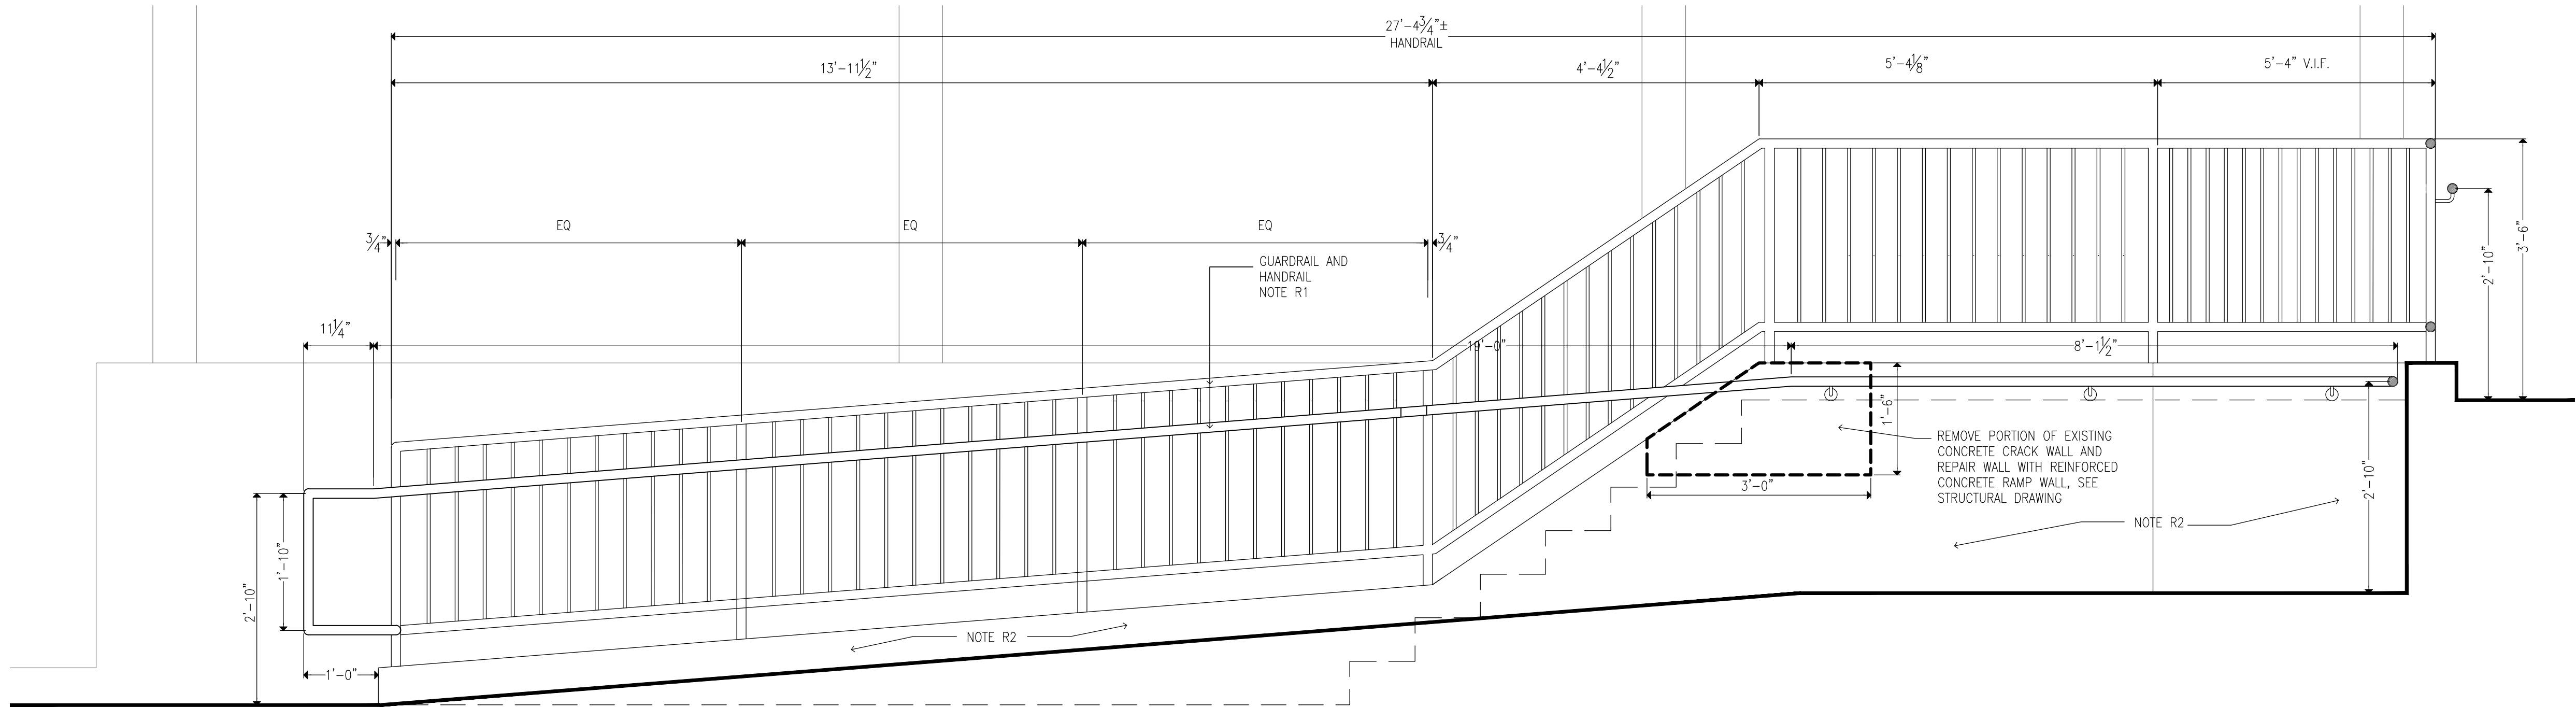 27'-4¾"±
HANDRAIL
13'-11½"
4'-4½"
5'-4⅛"
5'-4" V.I.F.
EQ
EQ
EQ
¾"
¾"
GUARDRAIL AND
HANDRAIL
NOTE R1
11¼"
19'-0"
8'-1½"
2'-10"
3'-6"
1'-6"
3'-0"
REMOVE PORTION OF EXISTING
CONCRETE CRACK WALL AND
REPAIR WALL WITH REINFORCED
CONCRETE RAMP WALL, SEE
STRUCTURAL DRAWING
2'-10"
NOTE R2
1'-10"
2'-10"
NOTE R2
1'-0"